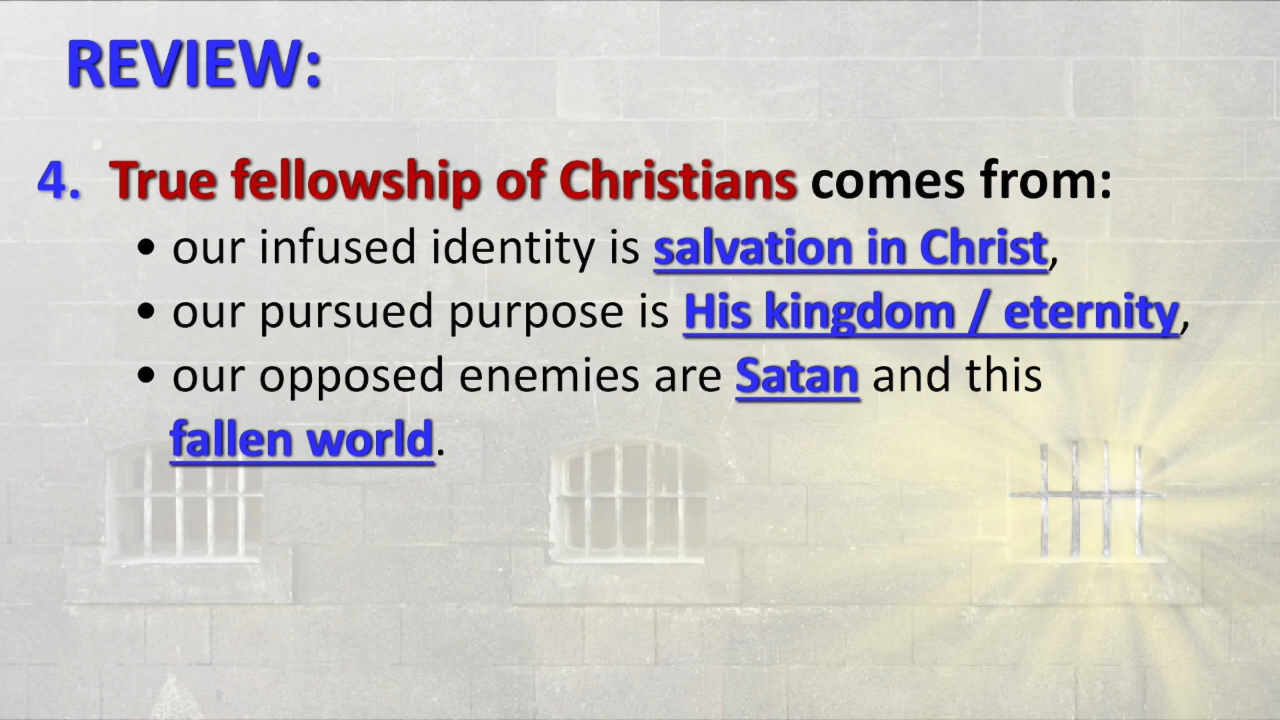 REVIEW:
4. True fellowship of Christians comes from:
• our infused identity is salvation in Christ,
• our pursued purpose is His kingdom / eternity,
• our opposed enemies are Satan and this
fallen world.